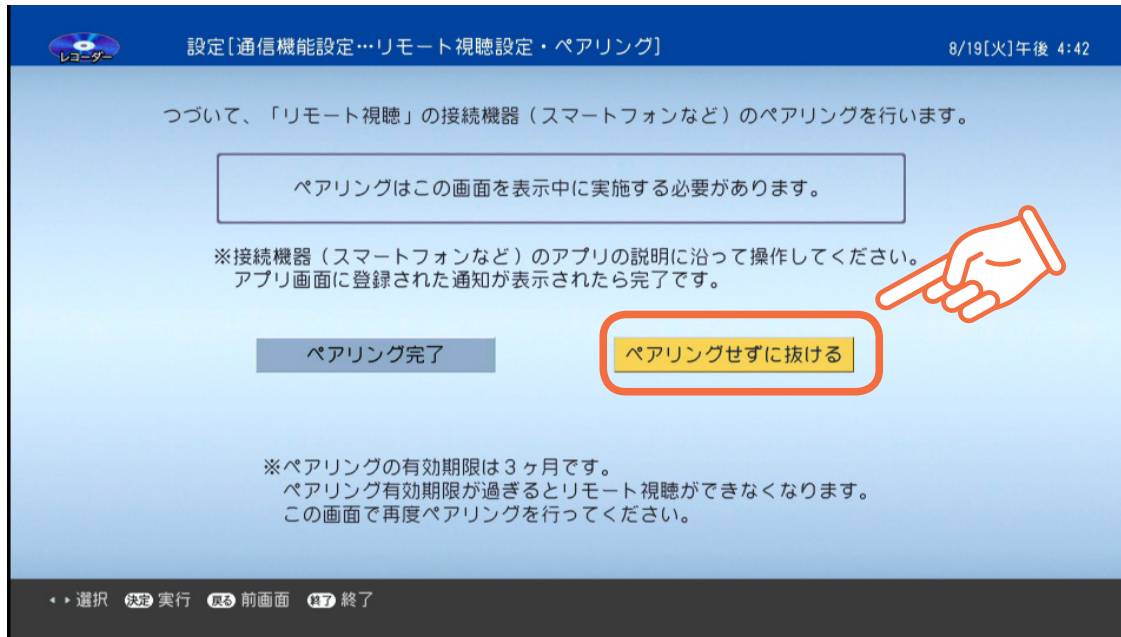 レコーダー
設定[通信機能設定…リモート視聴設定・ペアリング]
8/19[火]午後 4:42
つづいて、「リモート視聴」の接続機器（スマートフォンなど）のペアリングを行います。
ペアリングはこの画面を表示中に実施する必要があります。
※接続機器（スマートフォンなど）のアプリの説明に沿って操作してください。
アプリ画面に登録された通知が表示されたら完了です。
ペアリング完了
ペアリングせずに抜ける
※ペアリングの有効期限は３ヶ月です。
ペアリング有効期限が過ぎるとリモート視聴ができなくなります。
この画面で再度ペアリングを行ってください。
選択 決定 実行 戻る 前画面 終了 終了